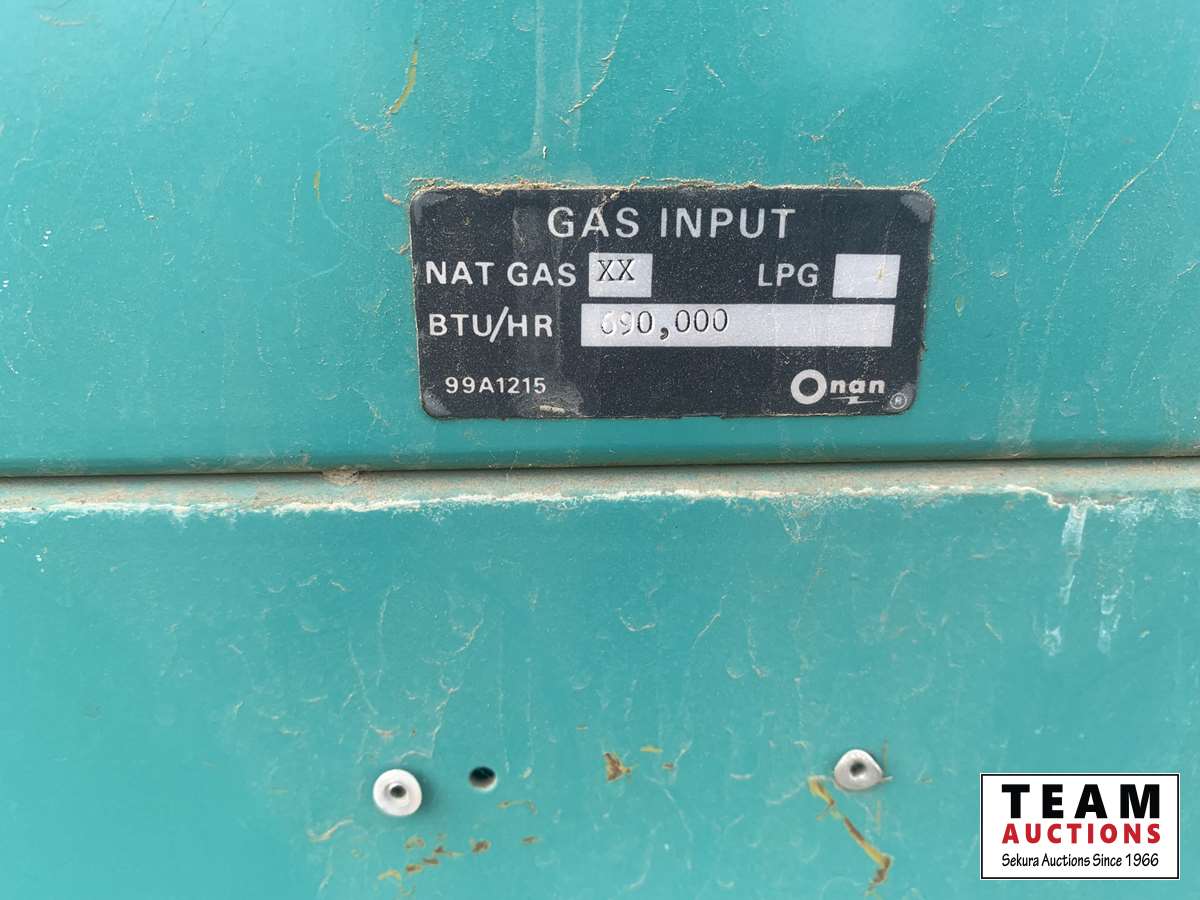 GAS INPUT
NAT GAS XX LPG
BTU/HR 690,000
99A1215 Onan ®
TEAM
AUCTIONS
Sekura Auctions Since 1966